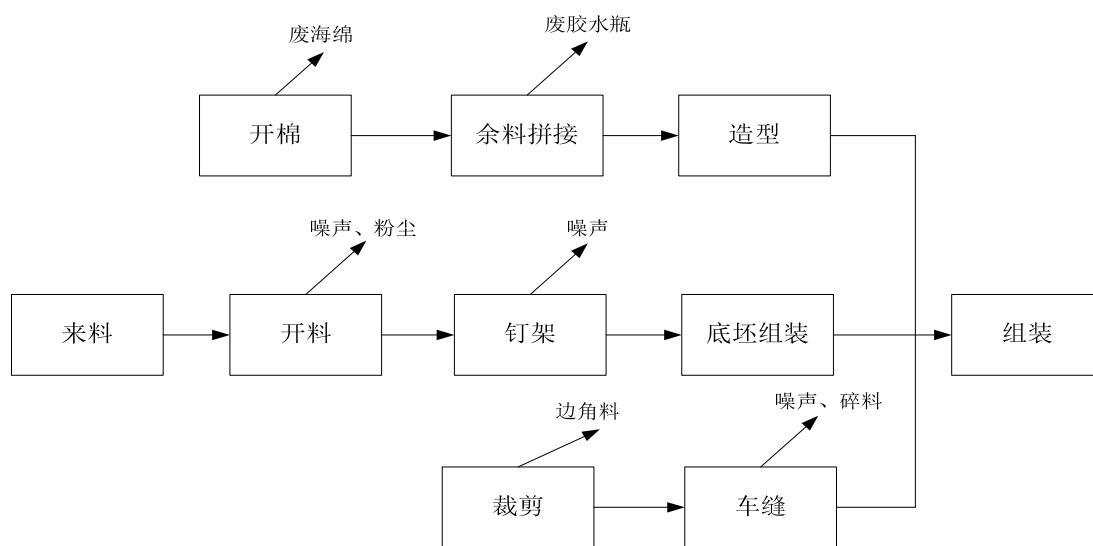 废海绵
废胶水瓶
开棉
余料拼接
造型
噪声、粉尘
噪声
来料
开料
钉架
底坯组装
组装
边角料
噪声、碎料
裁剪
车缝